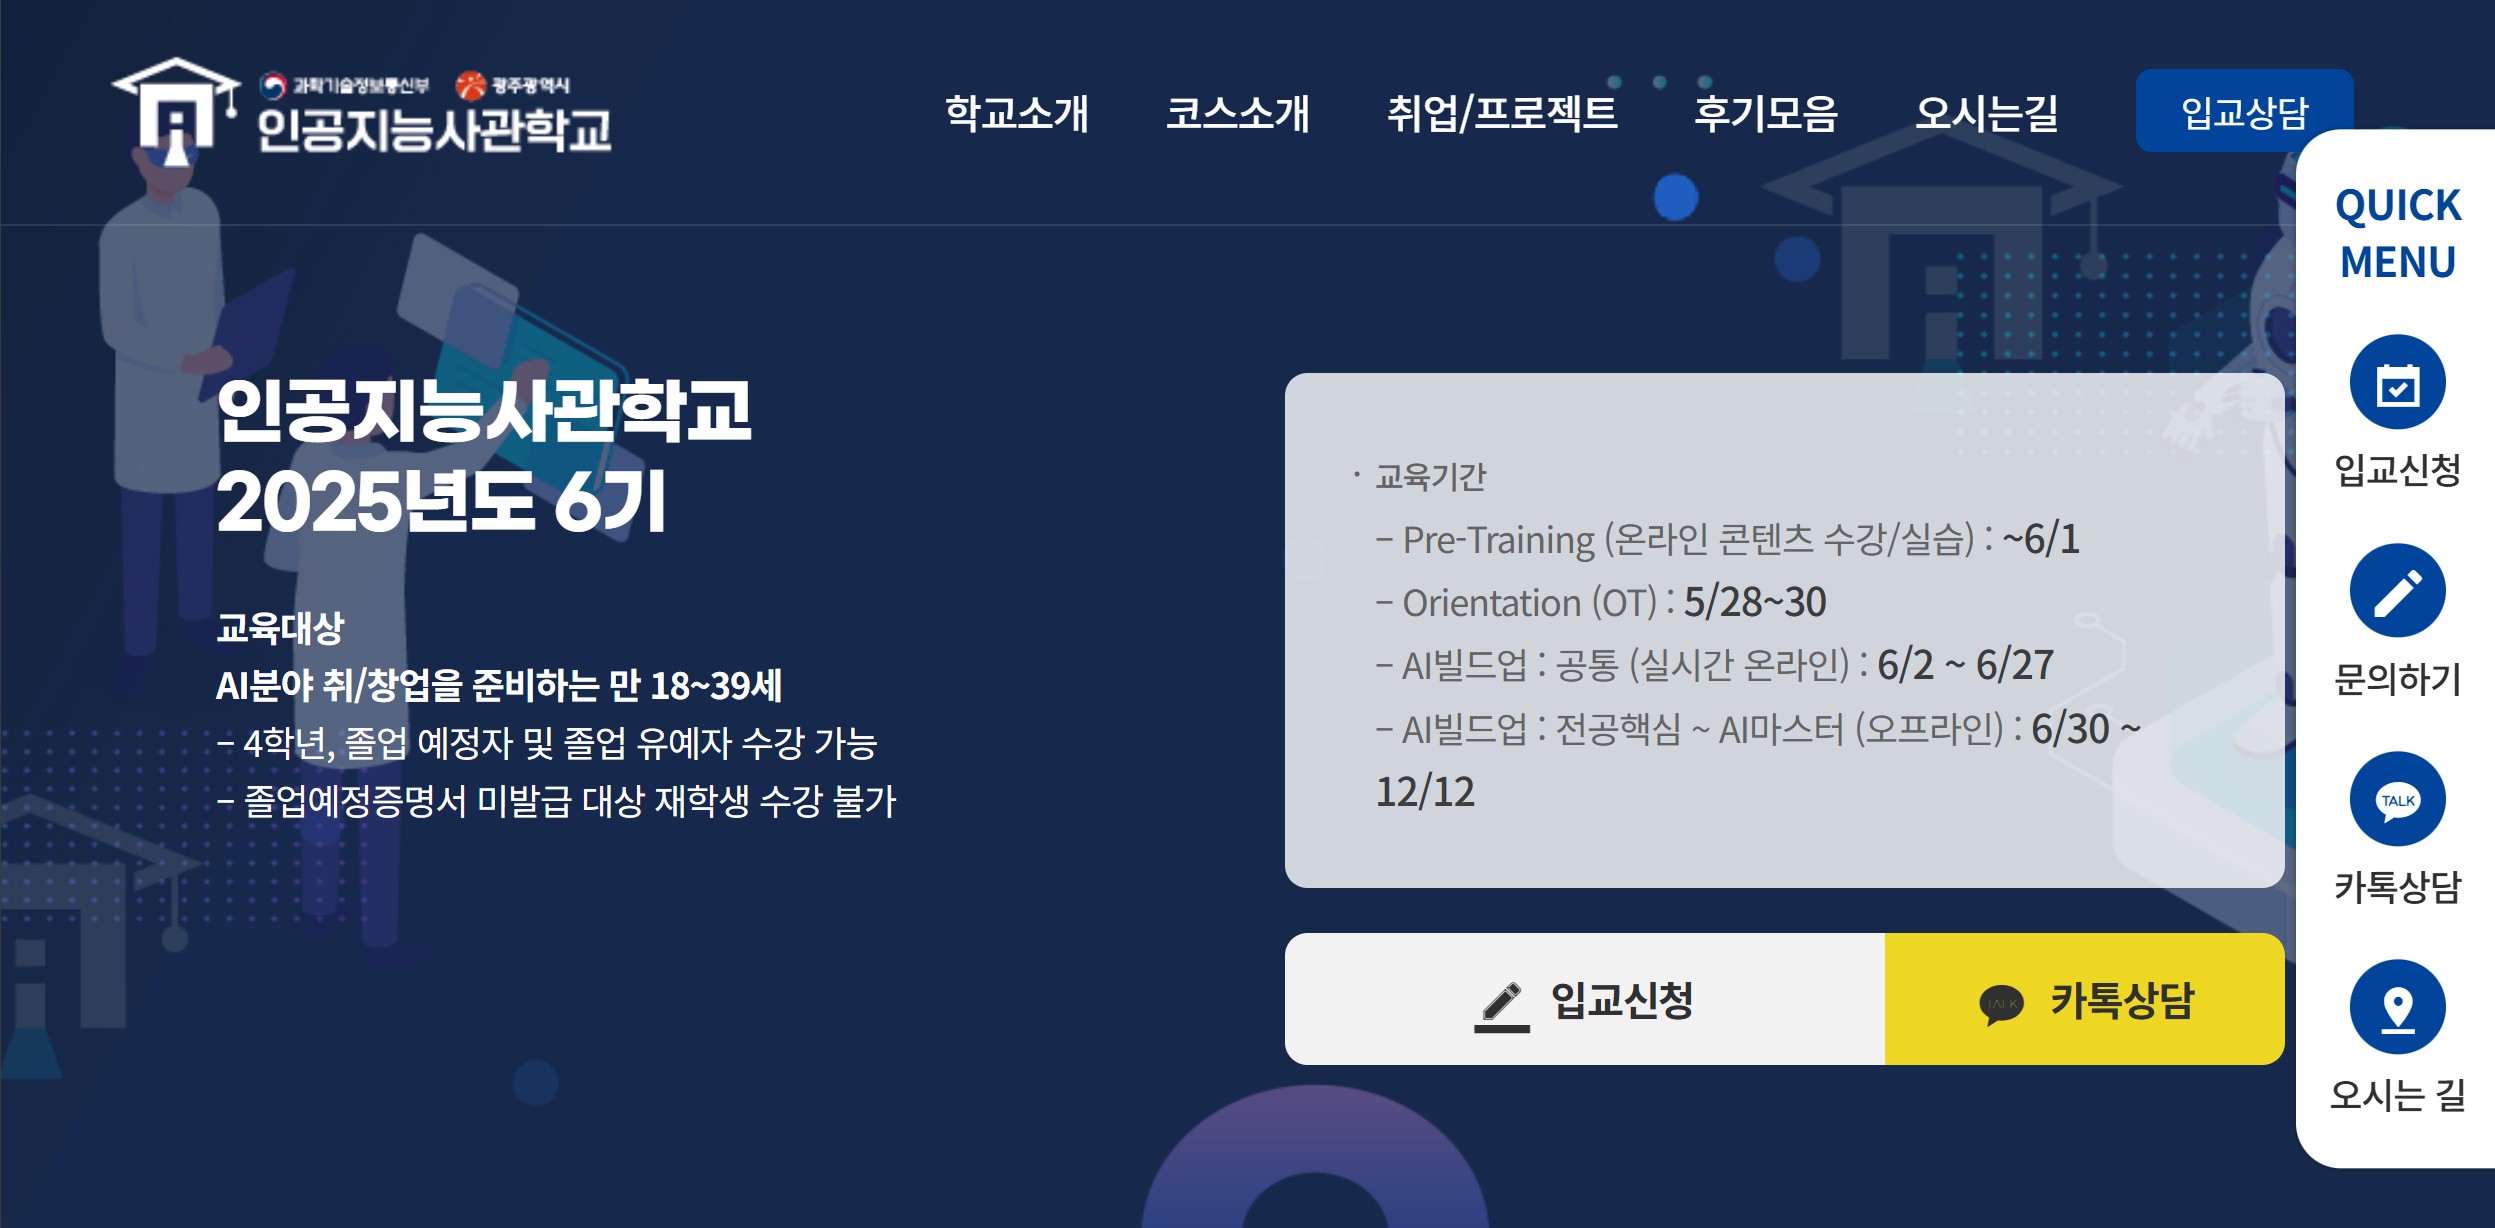 과학기술정보통신부 광주광역시
인공지능사관학교
학교소개 코스소개 취업/프로젝트 후기모음 오시는길 입교상담
인공지능사관학교
2025년도 6기
교육대상
AI분야 취/창업을 준비하는 만 18~39세
– 4학년, 졸업 예정자 및 졸업 유예자 수강 가능
– 졸업예정증명서 미발급 대상 재학생 수강 불가
· 교육기간
– Pre-Training (온라인 콘텐츠 수강/실습) : ~6/1
– Orientation (OT) : 5/28~30
– AI빌드업 : 공통 (실시간 온라인) : 6/2 ~ 6/27
– AI빌드업 : 전공핵심 ~ AI마스터 (오프라인) : 6/30 ~
12/12
입교신청
TALK 카톡상담
QUICK
MENU
입교신청
문의하기
TALK
카톡상담
오시는 길